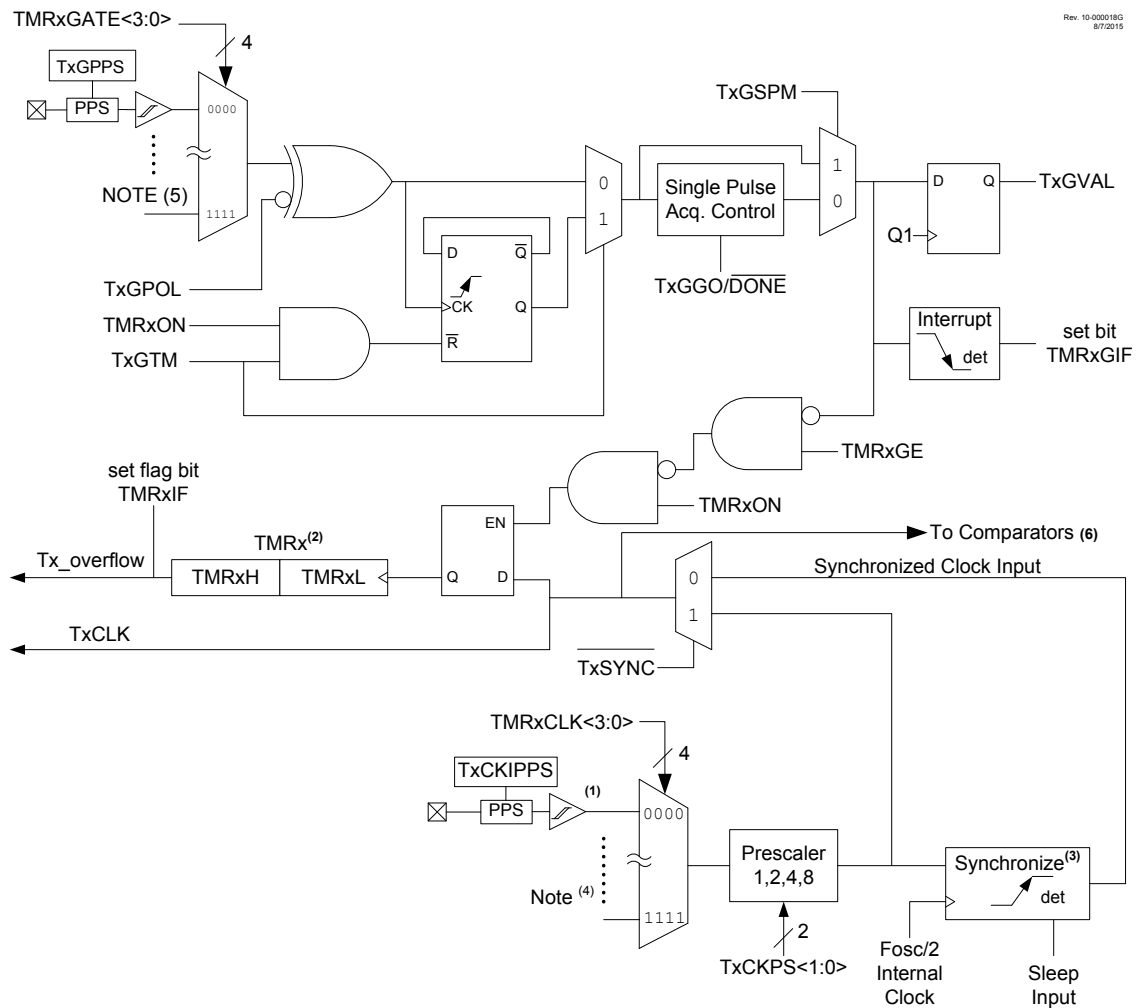 TMRxGATE<3:0>
Rev. 10-000018G
8/7/2015
4
TxGPPS
PPS
0000
NOTE (5)
1111
TxGPOL
TMRxON
TxGTM
D
Q
CK
Q
R
0
1
Single Pulse
Acq. Control
TxGGO/DONE
TxGSPM
1
0
D
Q
Q1
TxGVAL
Interrupt
det
set bit
TMRxGIF
TMRxGE
TMRxON
set flag bit
TMRxIF
Tx_overflow
TMRx(2)
TMRxH
TMRxL
EN
Q
D
TxCLK
To Comparators (6)
Synchronized Clock Input
0
1
TxSYNC
TMRxCLK<3:0>
4
TxCKIPPS
PPS
(1)
0000
Note (4)
1111
Prescaler
1,2,4,8
2
TxCKPS<1:0>
Synchronize(3)
det
Fosc/2
Internal
Clock
Sleep
Input